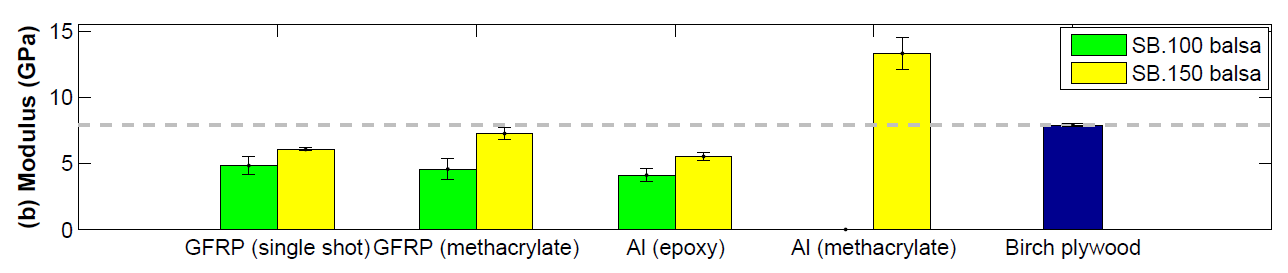 (b) Modulus (GPa)
15
10
5
0
SB.100 balsa
SB.150 balsa
GFRP (single shot)
GFRP (methacrylate)
Al (epoxy)
Al (methacrylate)
Birch plywood